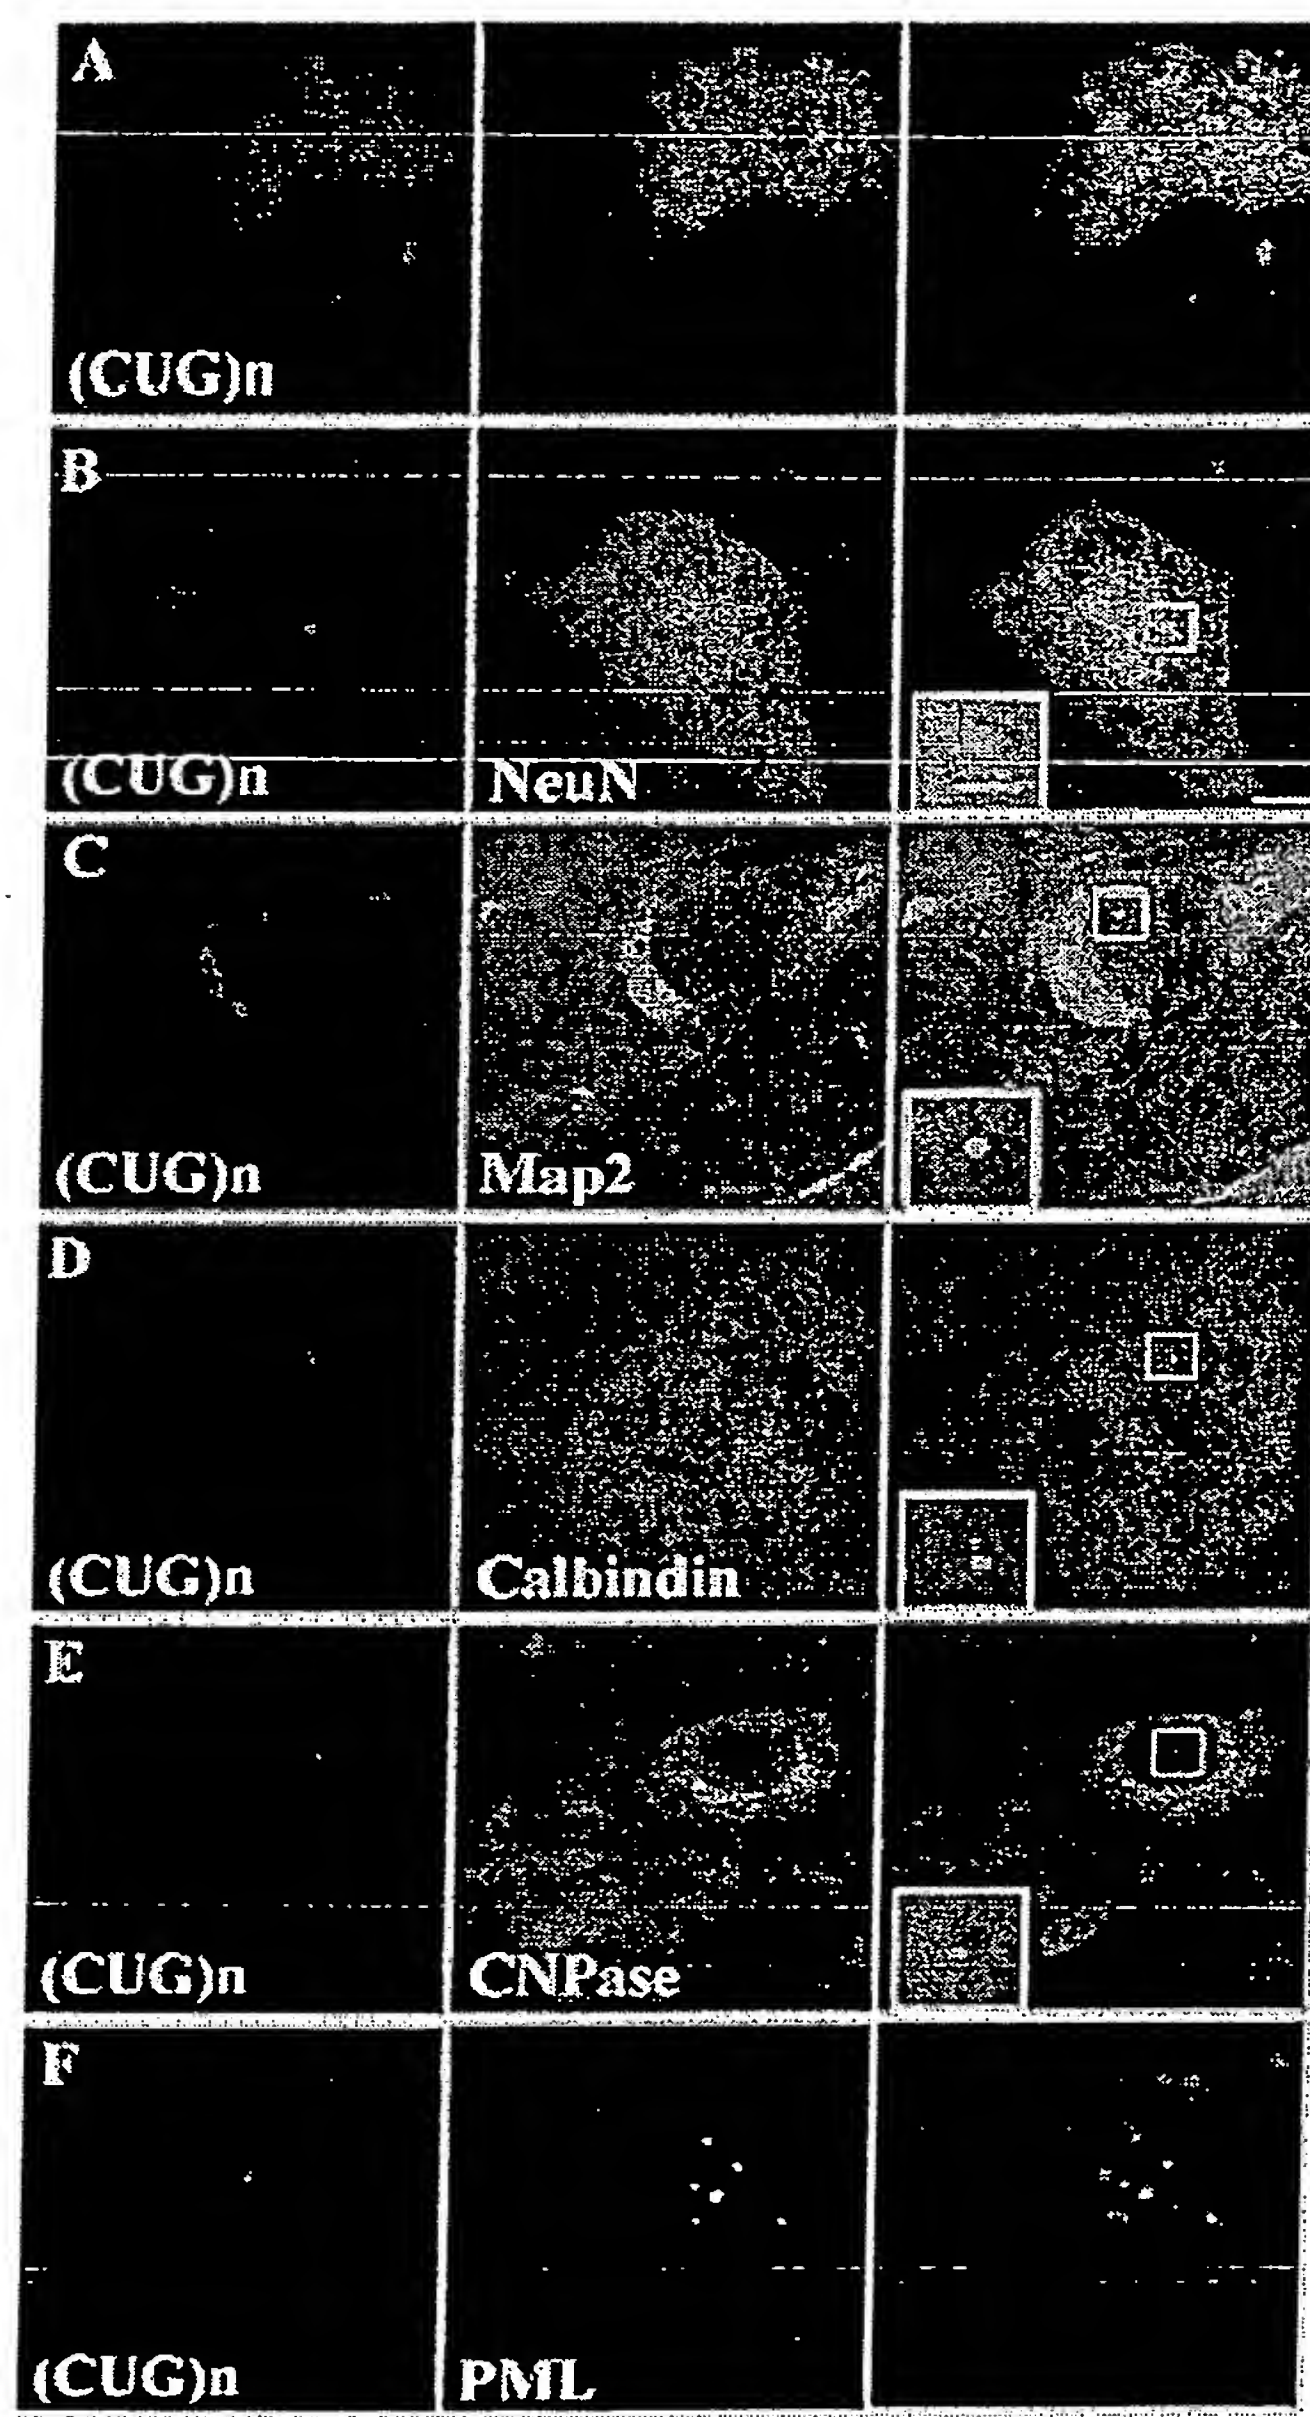 A
(CUG)n
B
(CUG)n NeuN
C
(CUG)n Map2
D
(CUG)n Calbindin
E
(CUG)n CNPase
F
(CUG)n PML